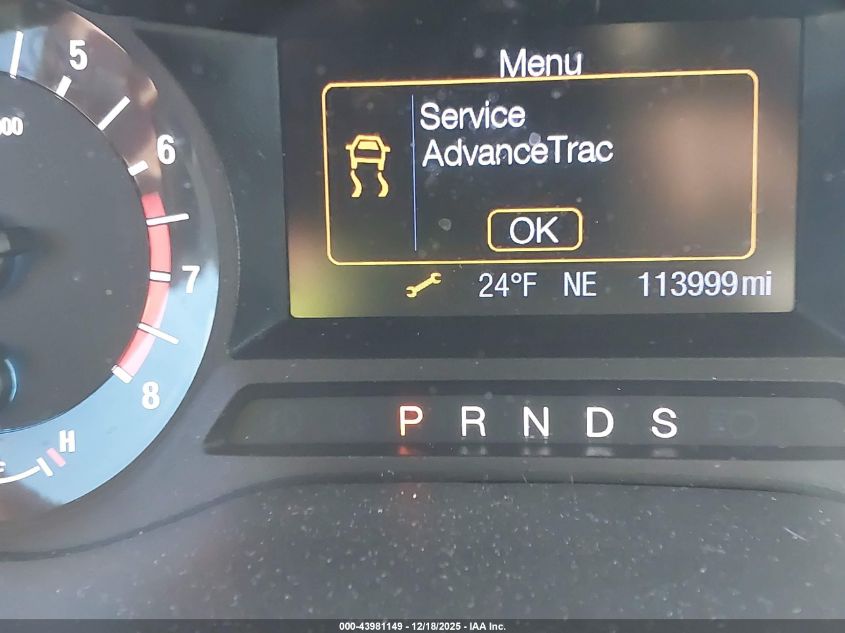 Menu
Service
AdvanceTrac
OK
24°F NE 113999mi
5
6
7
8
H
P R N D S
000-43981149 - 12/18/2025 - IAA Inc.